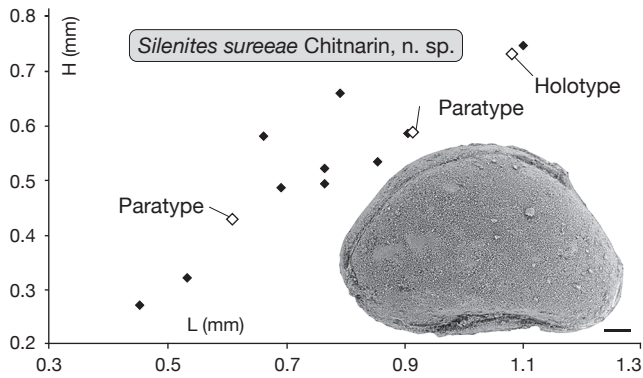 0.8
H (mm)
Silenites sureeae Chitnarin, n. sp.
0.7
Holotype
Paratype
0.6
0.5
Paratype
0.4
0.3
L (mm)
0.2
0.3 0.5 0.7 0.9 1.1 1.3